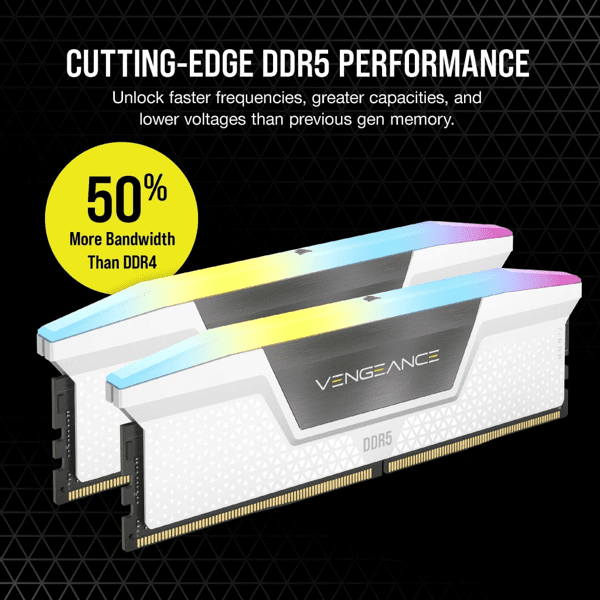 CUTTING-EDGE DDR5 PERFORMANCE
Unlock faster frequencies, greater capacities, and
lower voltages than previous gen memory.
50%
More Bandwidth
Than DDR4
VENGEANCE
DDR5